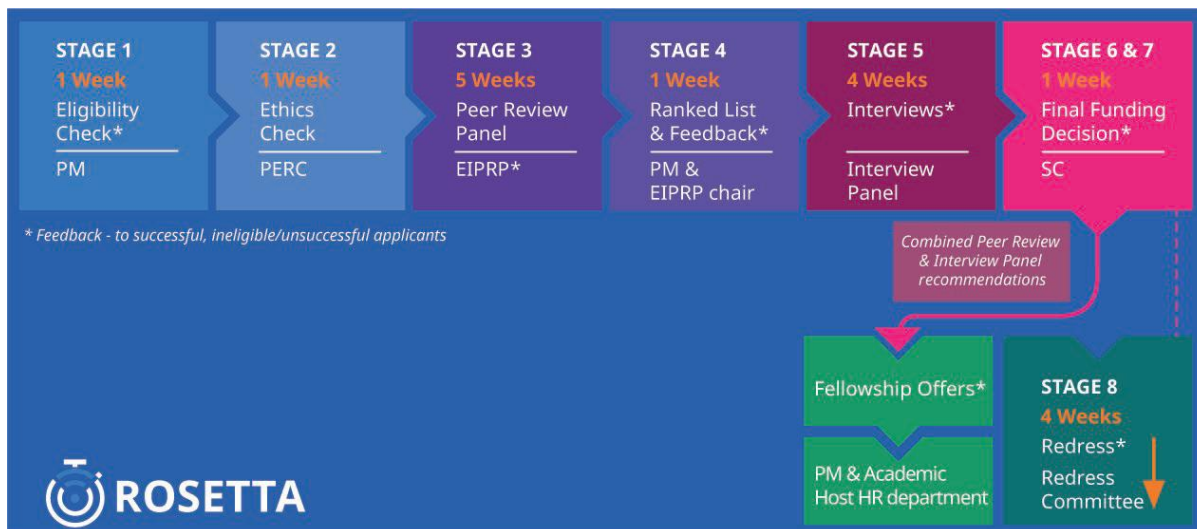 STAGE 1
1 Week
Eligibility
Check*
PM
STAGE 2
1 Week
Ethics
Check
PERC
STAGE 3
5 Weeks
Peer Review
Panel
EIPRP*
STAGE 4
1 Week
Ranked List
& Feedback*
PM &
EIPRP chair
STAGE 5
4 Weeks
Interviews*
Interview
Panel
STAGE 6 & 7
1 Week
Final Funding
Decision*
SC
* Feedback - to successful, ineligible/unsuccessful applicants
Combined Peer Review
& Interview Panel
recommendations
Fellowship Offers*
PM & Academic
Host HR department
STAGE 8
4 Weeks
Redress*
Redress
Committee
ROSETTA